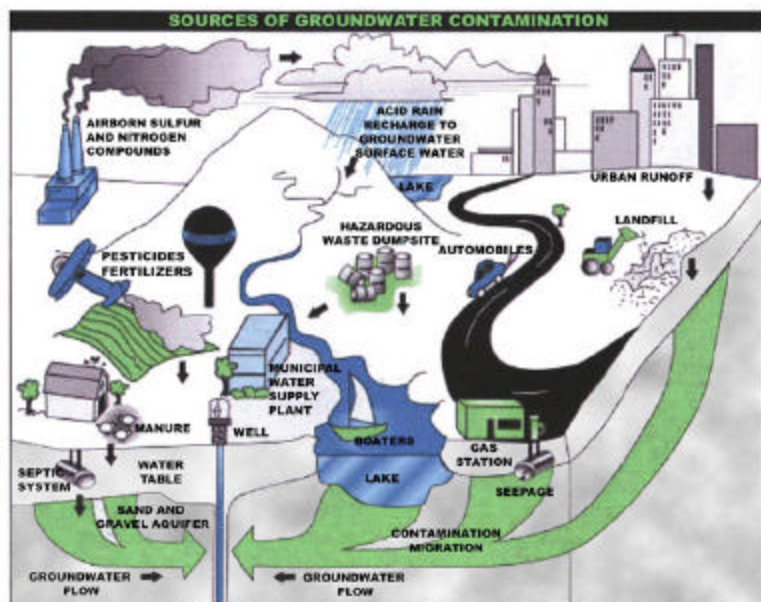 SOURCES OF GROUNDWATER CONTAMINATION
AIRBORN SULFUR
AND NITROGEN
COMPOUNDS
ACID RAIN
RECHARGE TO
GROUNDWATER
SURFACE WATER
LAKE
URBAN RUNOFF
LANDFILL
HAZARDOUS
WASTE DUMPSITE
AUTOMOBILES
PESTICIDES
FERTILIZERS
MUNICIPAL
WATER
SUPPLY
PLANT
MANURE
WELL
BOATERS
GAS
STATION
SEPTIC
SYSTEM
WATER
TABLE
LAKE
SEEPAGE
SAND AND
GRAVEL AQUIFER
CONTAMINATION
MIGRATION
GROUNDWATER
FLOW
GROUNDWATER
FLOW